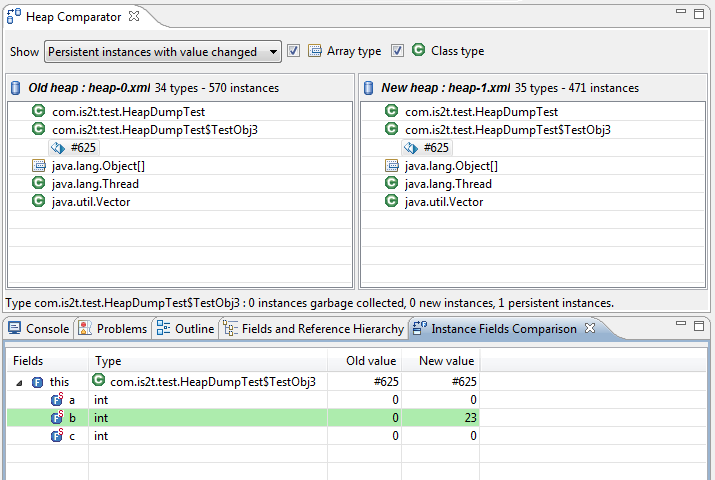 Heap Comparator
Show Persistent instances with value changed Array type Class type
Old heap : heap-0.xml 34 types - 570 instances
com.is2t.test.HeapDumpTest
com.is2t.test.HeapDumpTest$TestObj3
#625
java.lang.Object[]
java.lang.Thread
java.util.Vector
New heap : heap-1.xml 35 types - 471 instances
com.is2t.test.HeapDumpTest
com.is2t.test.HeapDumpTest$TestObj3
#625
java.lang.Object[]
java.lang.Thread
java.util.Vector
Type com.is2t.test.HeapDumpTest$TestObj3 : 0 instances garbage collected, 0 new instances, 1 persistent instances.
Console Problems Outline Fields and Reference Hierarchy Instance Fields Comparison
Fields Type Old value New value
this com.is2t.test.HeapDumpTest$TestObj3 #625 #625
a int 0 0
b int 0 23
c int 0 0